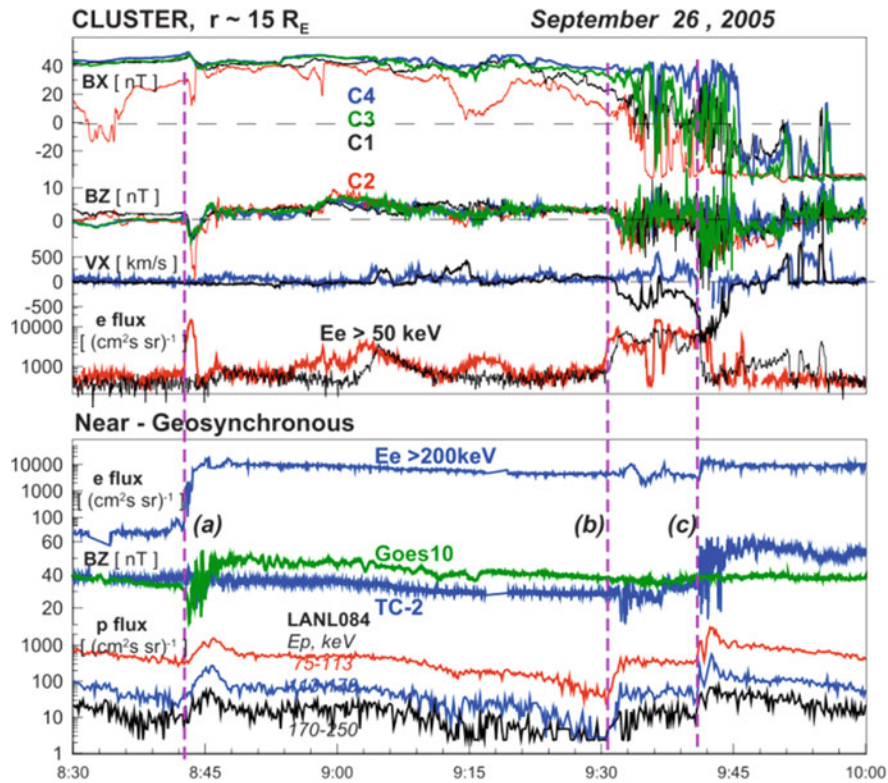 CLUSTER, r ~ 15 R_E September 26 , 2005
40
BX [ nT]
20
0
-20
C4
C3
C1
C2
10
BZ [ nT]
0
VX [ km/s]
500
0
-500
e flux
10000
[ (cm²s sr)⁻¹
1000
Ee > 50 keV
Near - Geosynchronous
Ee >200keV
10000
e flux
1000
[ (cm²s sr)⁻¹ ]
100
(a) (b) (c)
60
BZ [ nT]
40
20
Goes10
TC-2
p flux
[ (cm²s sr)⁻¹
1000
100
10
1
LANL084
Ep, keV
75-113
170-250
8:30 8:45 9:00 9:15 9:30 9:45 10:00